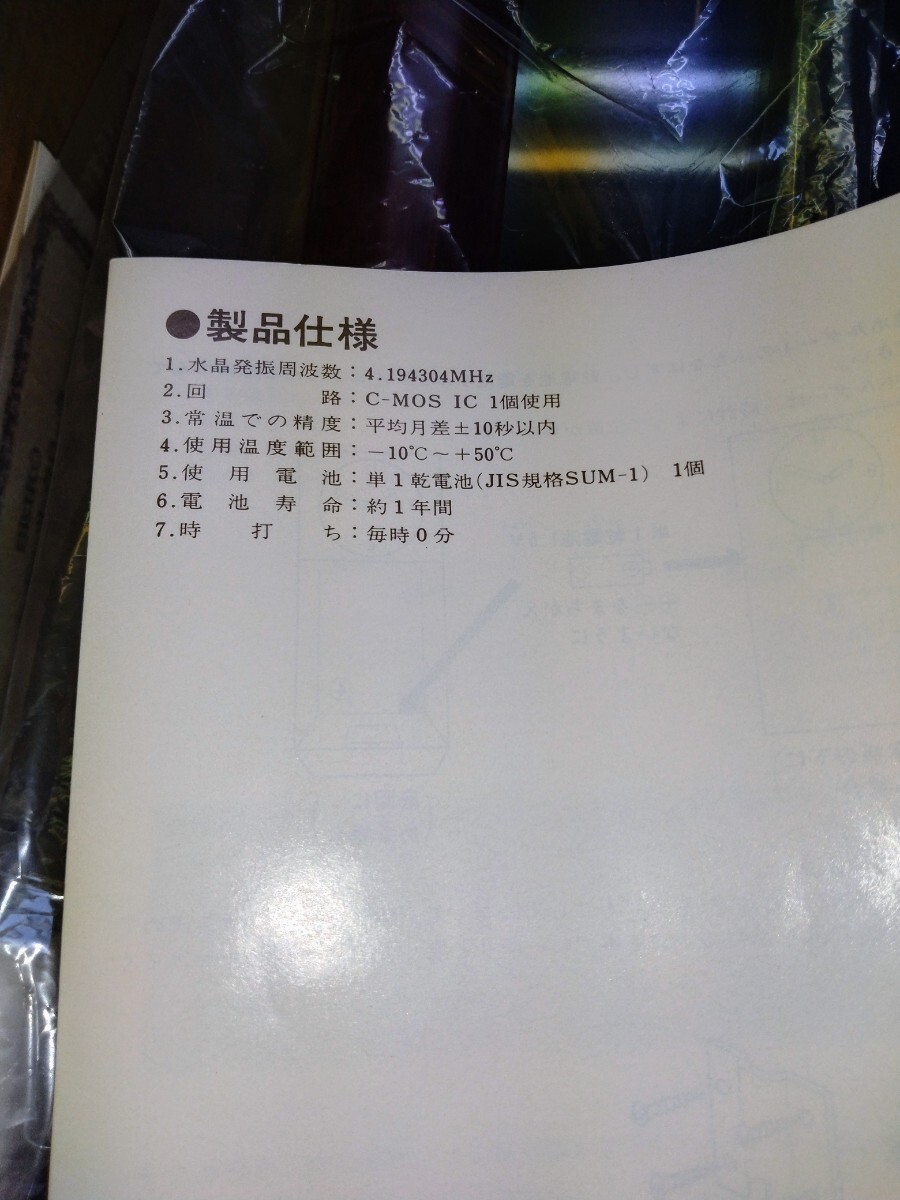 ●製品仕様
1.水晶発振周波数：4.194304MHz
2.回路：C-MOS IC 1個使用
3.常温での精度：平均月差±10秒以内
4.使用温度範囲：－10℃～＋50℃
5.使用電池：単１乾電池(JIS規格SUM-1) 1個
6.電池寿命：約１年間
7.時打ち：毎時０分